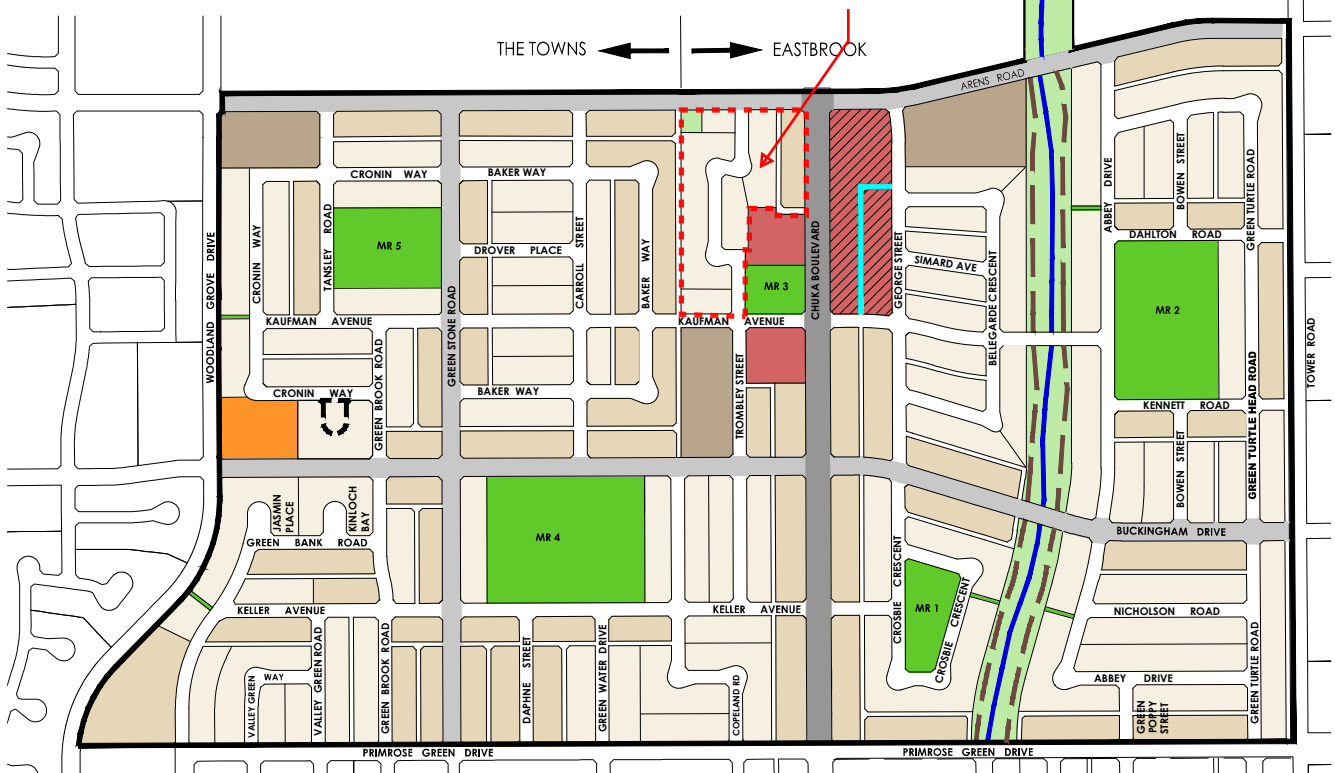 THE TOWNS
EASTBROOK
ARENS ROAD
CRONIN WAY
BAKER WAY
WOODLAND GROVE DRIVE
CRONIN WAY
TANSLEY ROAD
MR 5
DROVER PLACE
CARROLL STREET
BAKER WAY
MR 3
CHUKA BOULEVARD
GEORGE STREET
SIMARD AVE
BELLEGARDE CRESCENT
ABBEY DRIVE
BOWEN STREET
GREEN TURTLE ROAD
DAHLTON ROAD
MR 2
TOWER ROAD
KAUFMAN AVENUE
KAUFMAN AVENUE
GREEN STONE ROAD
GREEN BROOK ROAD
CRONIN WAY
BAKER WAY
TROMBLEY STREET
KENNETT ROAD
GREEN TURTLE HEAD ROAD
BOWEN STREET
JASMIN
PLACE
KINLOCH
BAY
GREEN BANK ROAD
MR 4
BUCKINGHAM DRIVE
KELLER AVENUE
KELLER AVENUE
CROSBIE CRESCENT
MR 1
CROSBIE CRESCENT
NICHOLSON ROAD
VALLEY GREEN
WAY
VALLEY GREEN ROAD
GREEN BROOK ROAD
DAPHNE STREET
GREEN WATER DRIVE
COPELAND RD
ABBEY DRIVE
GREEN
POPPY
STREET
GREEN TURTLE ROAD
PRIMROSE GREEN DRIVE
PRIMROSE GREEN DRIVE